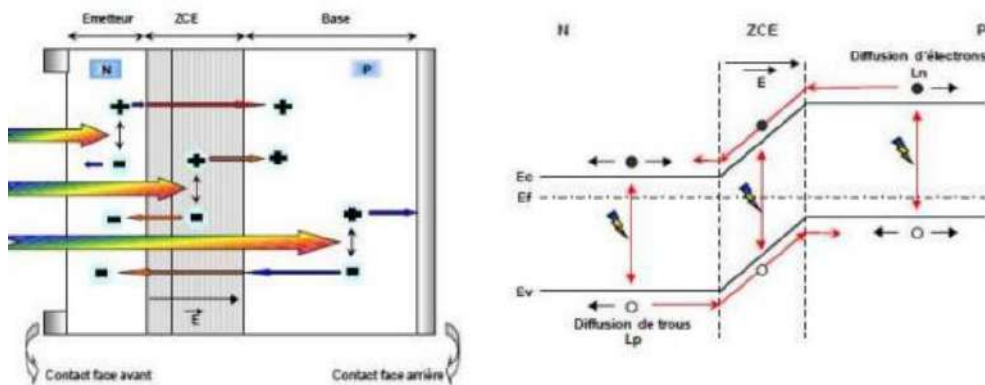 Emetteur ZCE Base
N P
E
Contact face avant Contact face arrière
N ZCE P
E
Diffusion d'électrons
Ln
Ec
Ef
Ev
Diffusion de trous
Lp